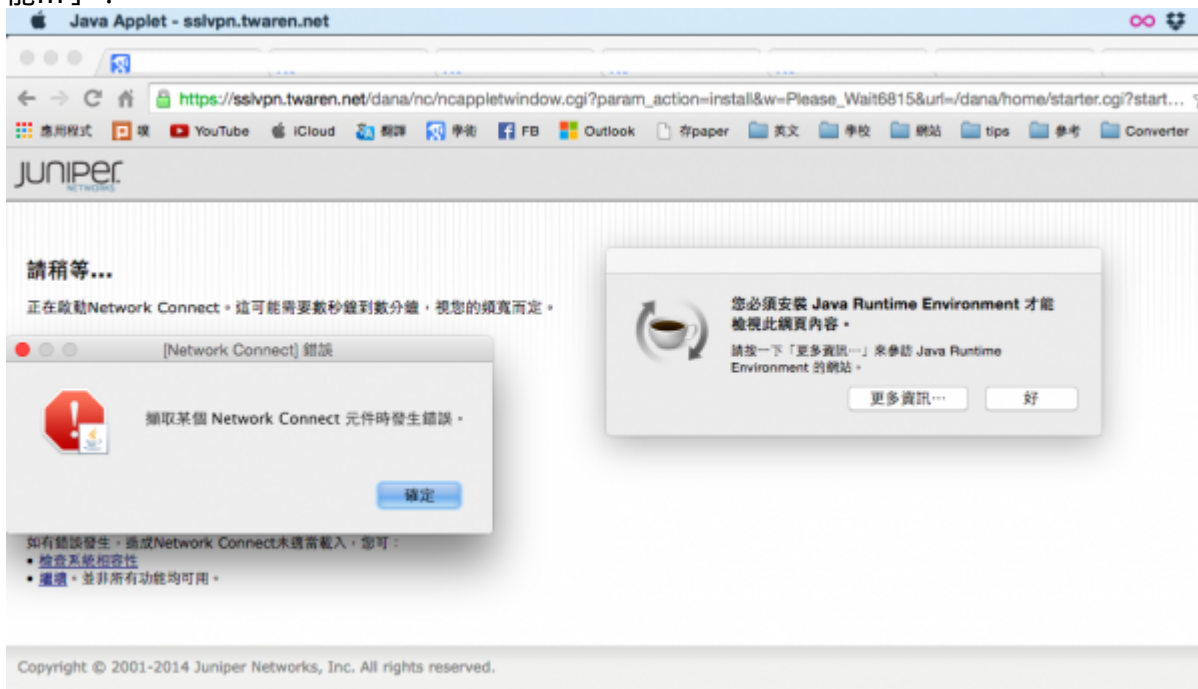 Java Applet - sslvpn.twaren.net
https://sslvpn.twaren.net/dana/nc/ncappletwindow.cgi?param_action=install&w=Please_Wait6815&url=/dana/home/starter.cgi?start...
應用程式 噗 YouTube iCloud 翻譯 學術 FB Outlook 存paper 英文 學校 網站 tips 參考 Converter
JUNIPER
NETWORKS
請稍等...
正在啟動Network Connect。這可能需要數秒鐘到數分鐘,視您的頻寬而定。
[Network Connect] 錯誤
擷取某個 Network Connect 元件時發生錯誤。
確定
您必須安裝 Java Runtime Environment 才能
檢視此網頁內容。
請按一下「更多資訊⋯」來參訪 Java Runtime
Environment 的網站。
更多資訊⋯ 好
如有錯誤發生,造成Network Connect未適當載入,您可:
• 檢查系統相容性
• 繼續。並非所有功能均可用。
Copyright © 2001-2014 Juniper Networks, Inc. All rights reserved.